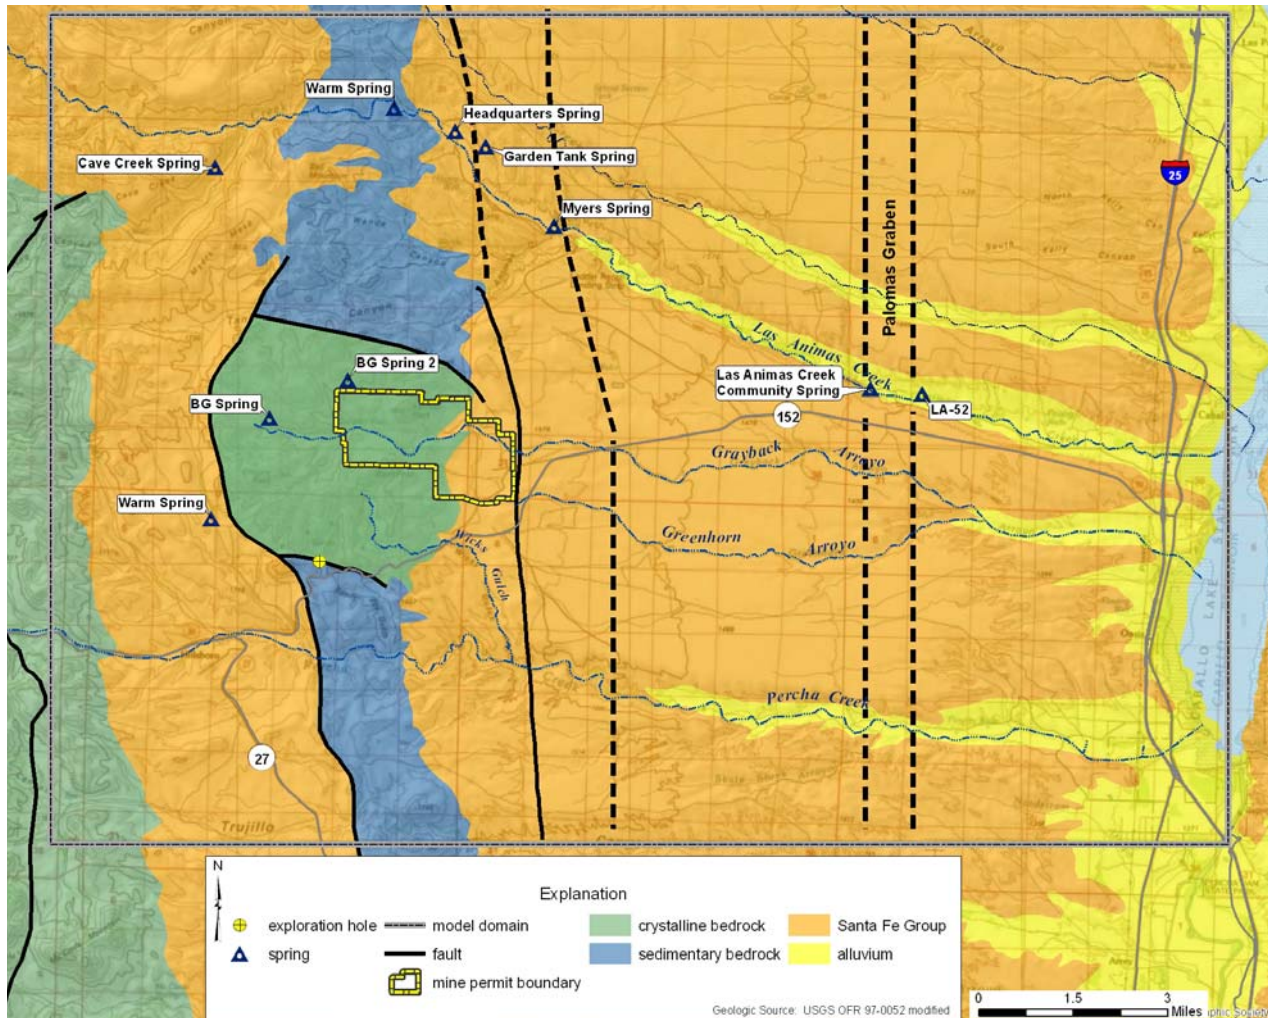 Warm Spring
Headquarters Spring
Cave Creek Spring
Garden Tank Spring
25
Myers Spring
Palomas Graben
Las Animas
Creek
BG Spring 2
Las Animas Creek
Community Spring
BG Spring
LA-52
152
Grayback
Arroyo
Warm Spring
Greenhorn
Arroyo
Wicks
Gulch
Percha Creek
27
Trujillo
N
Explanation
exploration hole
model domain
crystalline bedrock
Santa Fe Group
spring
fault
sedimentary bedrock
alluvium
mine permit boundary
Geologic Source: USGS OFR 97-0052 modified
0 1.5 3
Miles